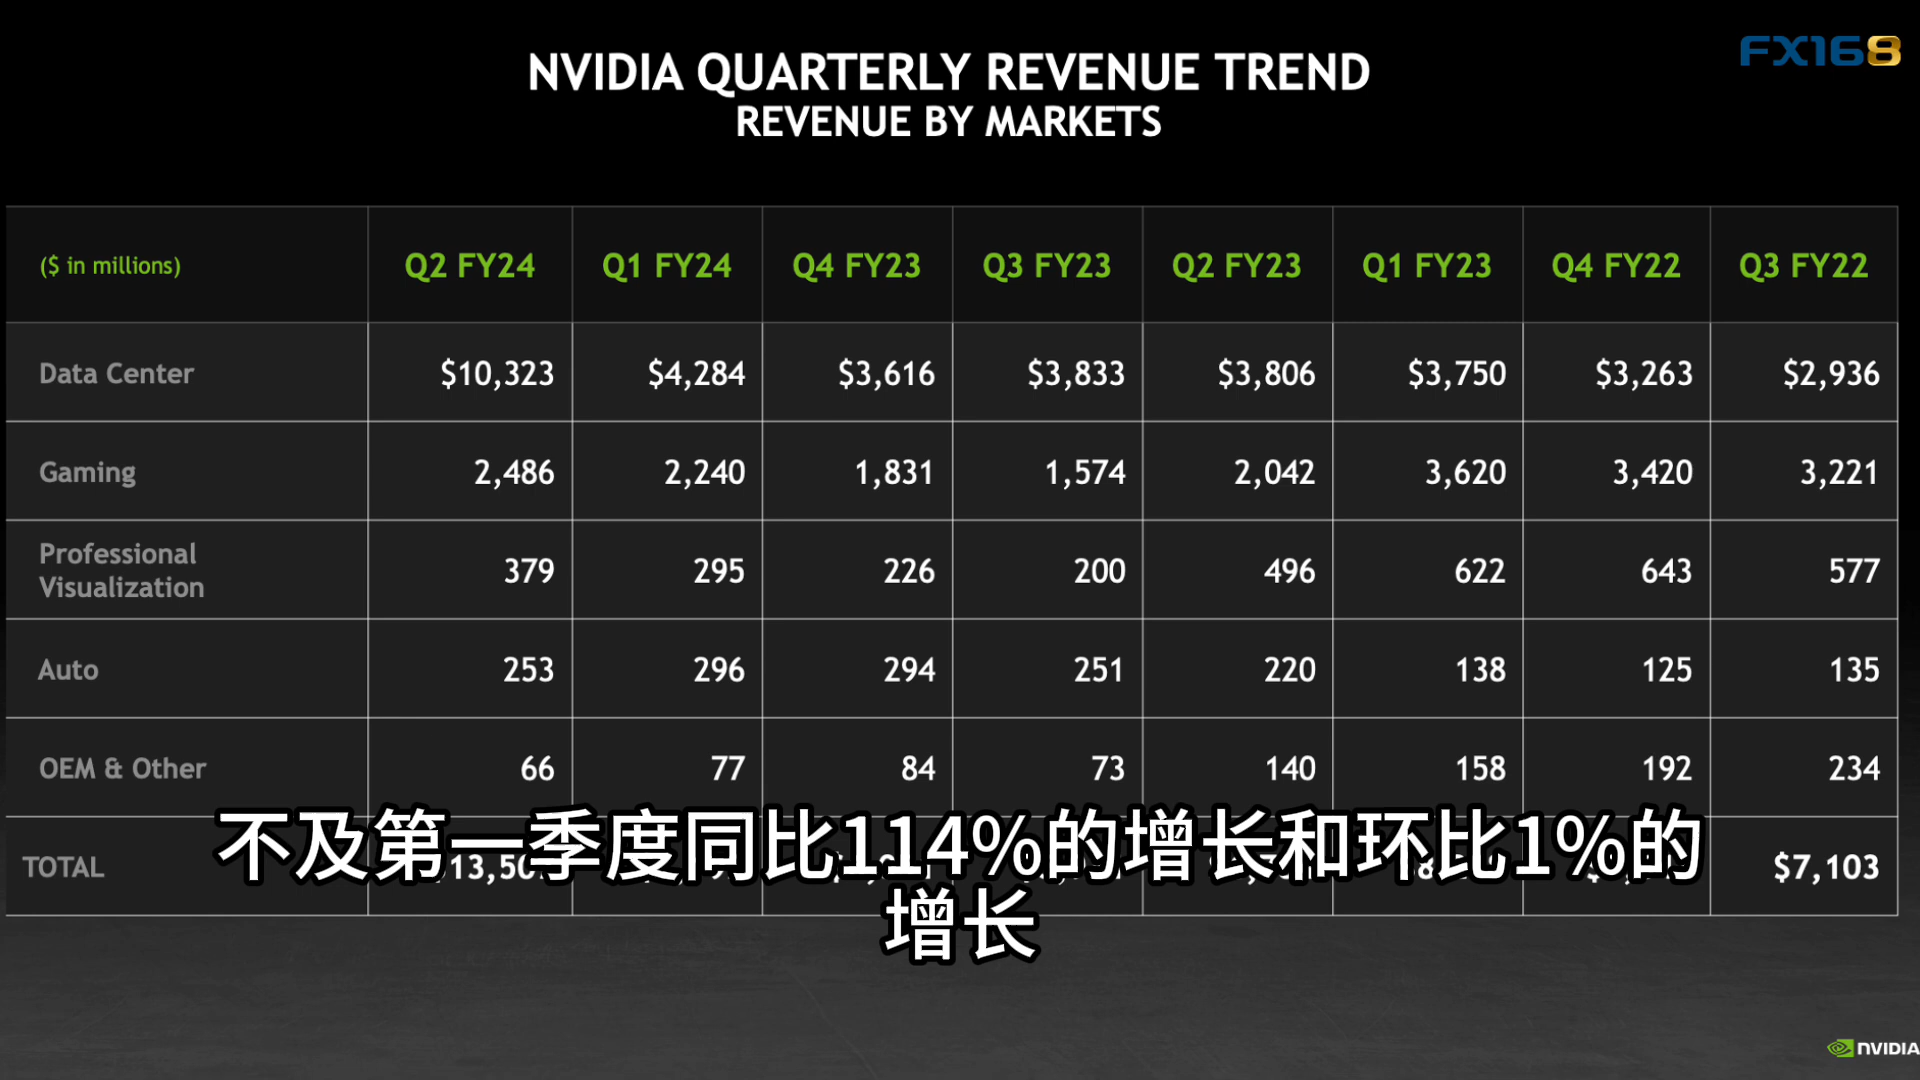 FX168
NVIDIA QUARTERLY REVENUE TREND
REVENUE BY MARKETS
($ in millions) Q2 FY24 Q1 FY24 Q4 FY23 Q3 FY23 Q2 FY23 Q1 FY23 Q4 FY22 Q3 FY22
Data Center $10,323 $4,284 $3,616 $3,833 $3,806 $3,750 $3,263 $2,936
Gaming 2,486 2,240 1,831 1,574 2,042 3,620 3,420 3,221
Professional
Visualization 379 295 226 200 496 622 643 577
Auto 253 296 294 251 220 138 125 135
OEM & Other 66 77 84 73 140 158 192 234
TOTAL $7,103
不及第一季度同比114%的增长和环比1%的
增长
NVIDIA